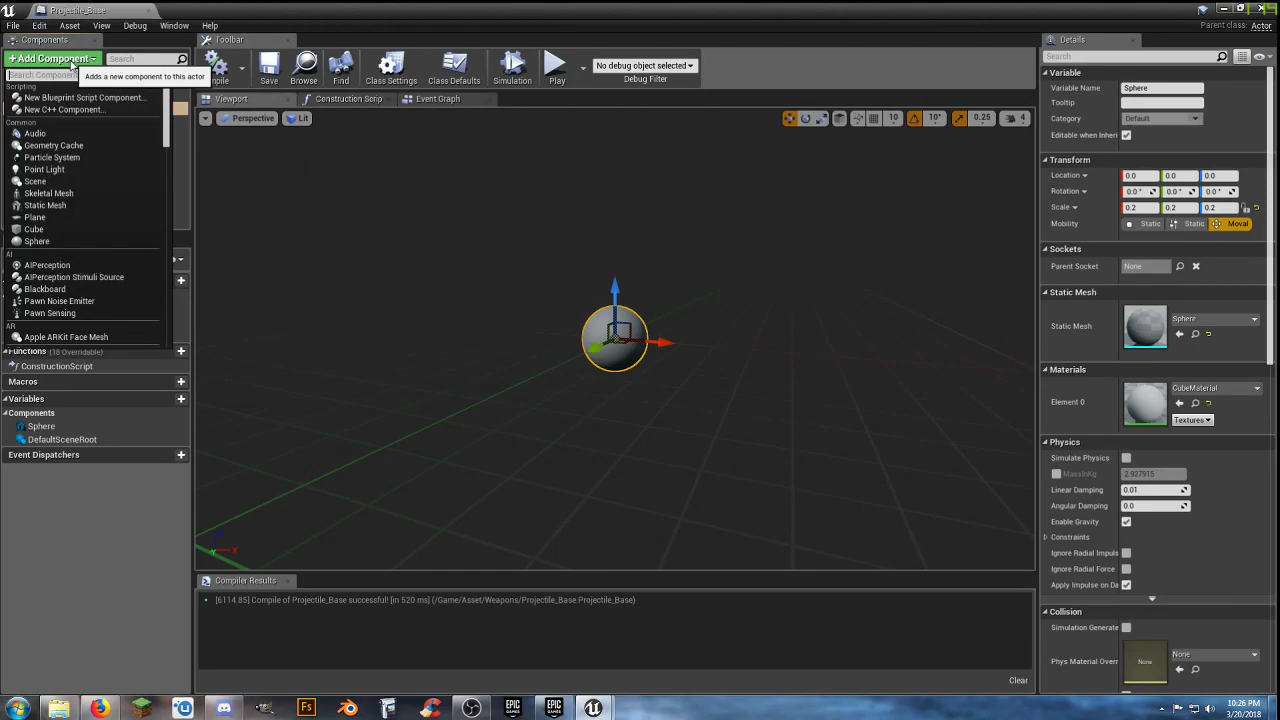 Projectile_Base
Parent class: Actor
File Edit Asset View Debug Window Help
Components
+Add Component
Search
Search Component
Adds a new component to this actor
Scripting
New Blueprint Script Component...
New C++ Component...
Common
Audio
Geometry Cache
Particle System
Point Light
Scene
Skeletal Mesh
Static Mesh
Plane
Cube
Sphere
AI
AIPerception
AIPerception Stimuli Source
Blackboard
Pawn Noise Emitter
Pawn Sensing
AR
Apple ARKit Face Mesh
Functions (18 Overridable)
ConstructionScript
Macros
Variables
Components
Sphere
DefaultSceneRoot
Event Dispatchers
Toolbar
Save Browse Find Class Settings Class Defaults Simulation Play
No debug object selected
Debug Filter
Viewport Construction Scrip Event Graph
Perspective Lit
10 10° 0.25 4
Compiler Results
[6114.85] Compile of Projectile_Base successful! [in 520 ms] (/Game/Asset/Weapons/Projectile_Base.Projectile_Base)
Clear
Details
Search
Variable
Variable Name Sphere
Tooltip
Category Default
Editable when Inheri
Transform
Location 0.0 0.0 0.0
Rotation 0.0° 0.0° 0.0°
Scale 0.2 0.2 0.2
Mobility Static Static Moval
Sockets
Parent Socket None
Static Mesh
Static Mesh Sphere
Materials
Element 0 CubeMaterial
Textures
Physics
Simulate Physics
MassInKg 2.927915
Linear Damping 0.01
Angular Damping 0.0
Enable Gravity
Constraints
Ignore Radial Impuls
Ignore Radial Force
Apply Impulse on Da
Collision
Simulation Generate
Phys Material Overr None None
EPIC GAMES
EPIC GAMES
Fs
10:26 PM
3/20/2018